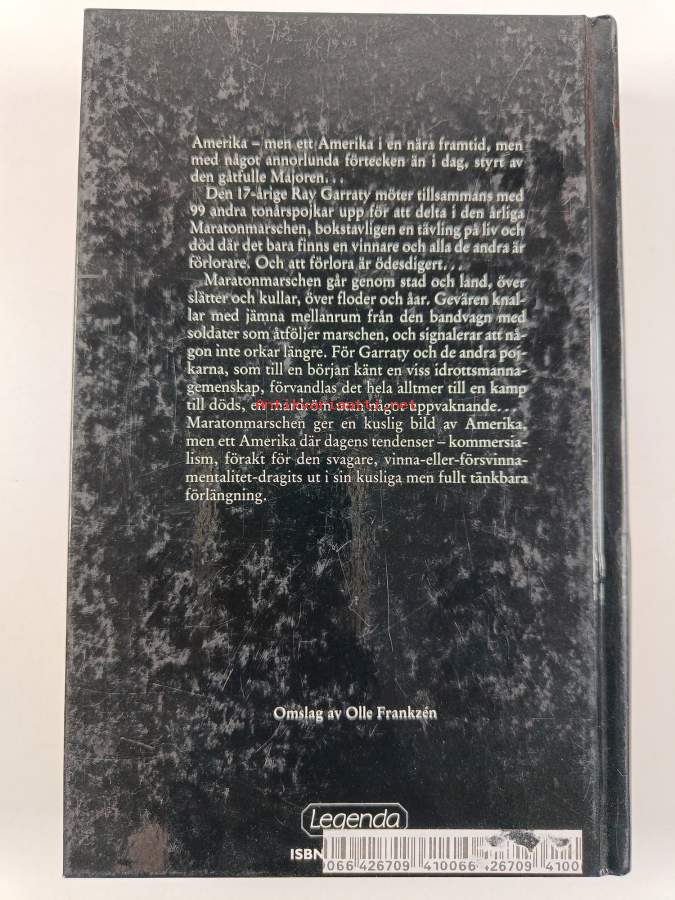 Amerika – men ett Amerika i en nära framtid, men
med något annorlunda förtecken än i dag, styrt av
den gåtfulle Majoren. . .
Den 17-årige Ray Garraty möter tillsammans med
99 andra tonårspojkar upp för att delta i den årliga
Maratonmarschen, bokstavligen en tävling på liv och
död där det bara finns en vinnare och alla de andra är
förlorare. Och att förlora är ödesdigert. . .
Maratonmarschen går genom stad och land, över
slätter och kullar, över floder och åar. Gevären knal-
lar med jämna mellanrum från den bandvagn med
soldater som åtföljer marschen, och signalerar att nå-
gon inte orkar längre. För Garraty och de andra poj-
karna, som till en början känt en viss idrottsmanna-
gemenskap, förvandlas det hela alltmer till en kamp
till döds, en mardröm utan något uppvaknande. . .
Maratonmarschen ger en kuslig bild av Amerika,
men ett Amerika där dagens tendenser – kommersia-
lism, förakt för den svagare, vinna-eller-försvinna-
mentalitet-dragits ut i sin kusliga men fullt tänkbara
förlängning.
Omslag av Olle Frankzén
Legenda
ISBN
0066 426709 410066 426709 4100